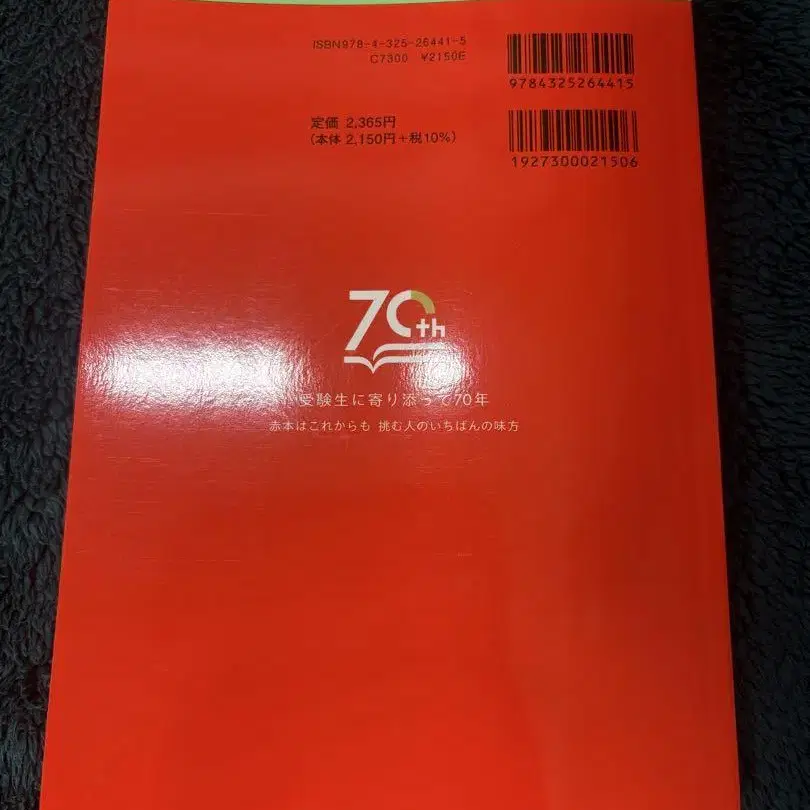 ISBN978-4-325-26441-5
C7300 ¥2150E
9784325264415
定価 2,365円
(本体 2,150円+税10%)
1927300021506
70th
受験生に寄り添って70年
赤本はこれからも 挑む人のいちばんの味方